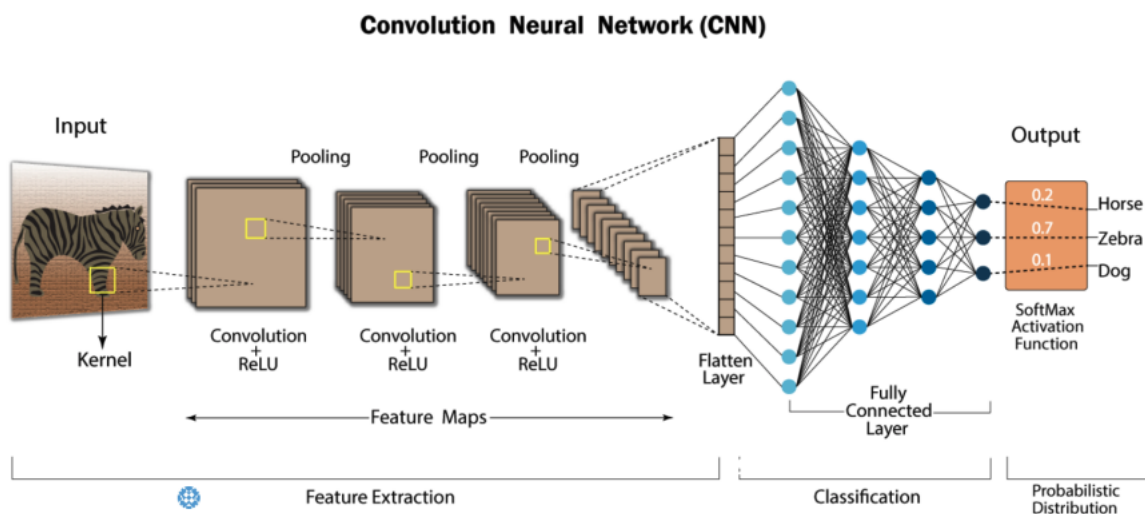 Convolution Neural Network (CNN)
Input
Kernel
Pooling
Pooling
Pooling
Convolution
+
ReLU
Convolution
+
ReLU
Convolution
+
ReLU
Feature Maps
Flatten
Layer
Fully
Connected
Layer
Output
0.2
Horse
0.7
Zebra
0.1
Dog
SoftMax
Activation
Function
Feature Extraction
Classification
Probabilistic
Distribution